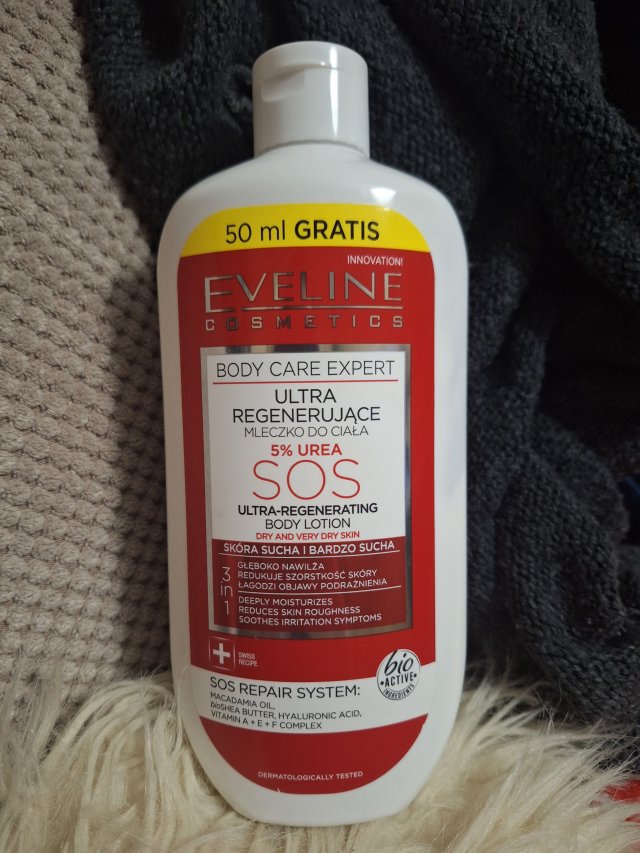 50 ml GRATIS
INNOVATION!
EVELINE
COSMETICS
BODY CARE EXPERT
ULTRA
REGENERUJĄCE
MLECZKO DO CIAŁA
5% UREA
SOS
ULTRA-REGENERATING
BODY LOTION
DRY AND VERY DRY SKIN
SKÓRA SUCHA I BARDZO SUCHA
3 in 1
GŁĘBOKO NAWILŻA
REDUKUJE SZORSTKOŚĆ SKÓRY
ŁAGODZI OBJAWY PODRAŻNIENIA
DEEPLY MOISTURIZES
REDUCES SKIN ROUGHNESS
SOOTHES IRRITATION SYMPTOMS
SWISS
RECIPE
bio
ACTIVE
INGREDIENTS
SOS REPAIR SYSTEM:
MACADAMIA OIL,
bioSHEA BUTTER, HYALURONIC ACID,
VITAMIN A + E + F COMPLEX
DERMATOLOGICALLY TESTED